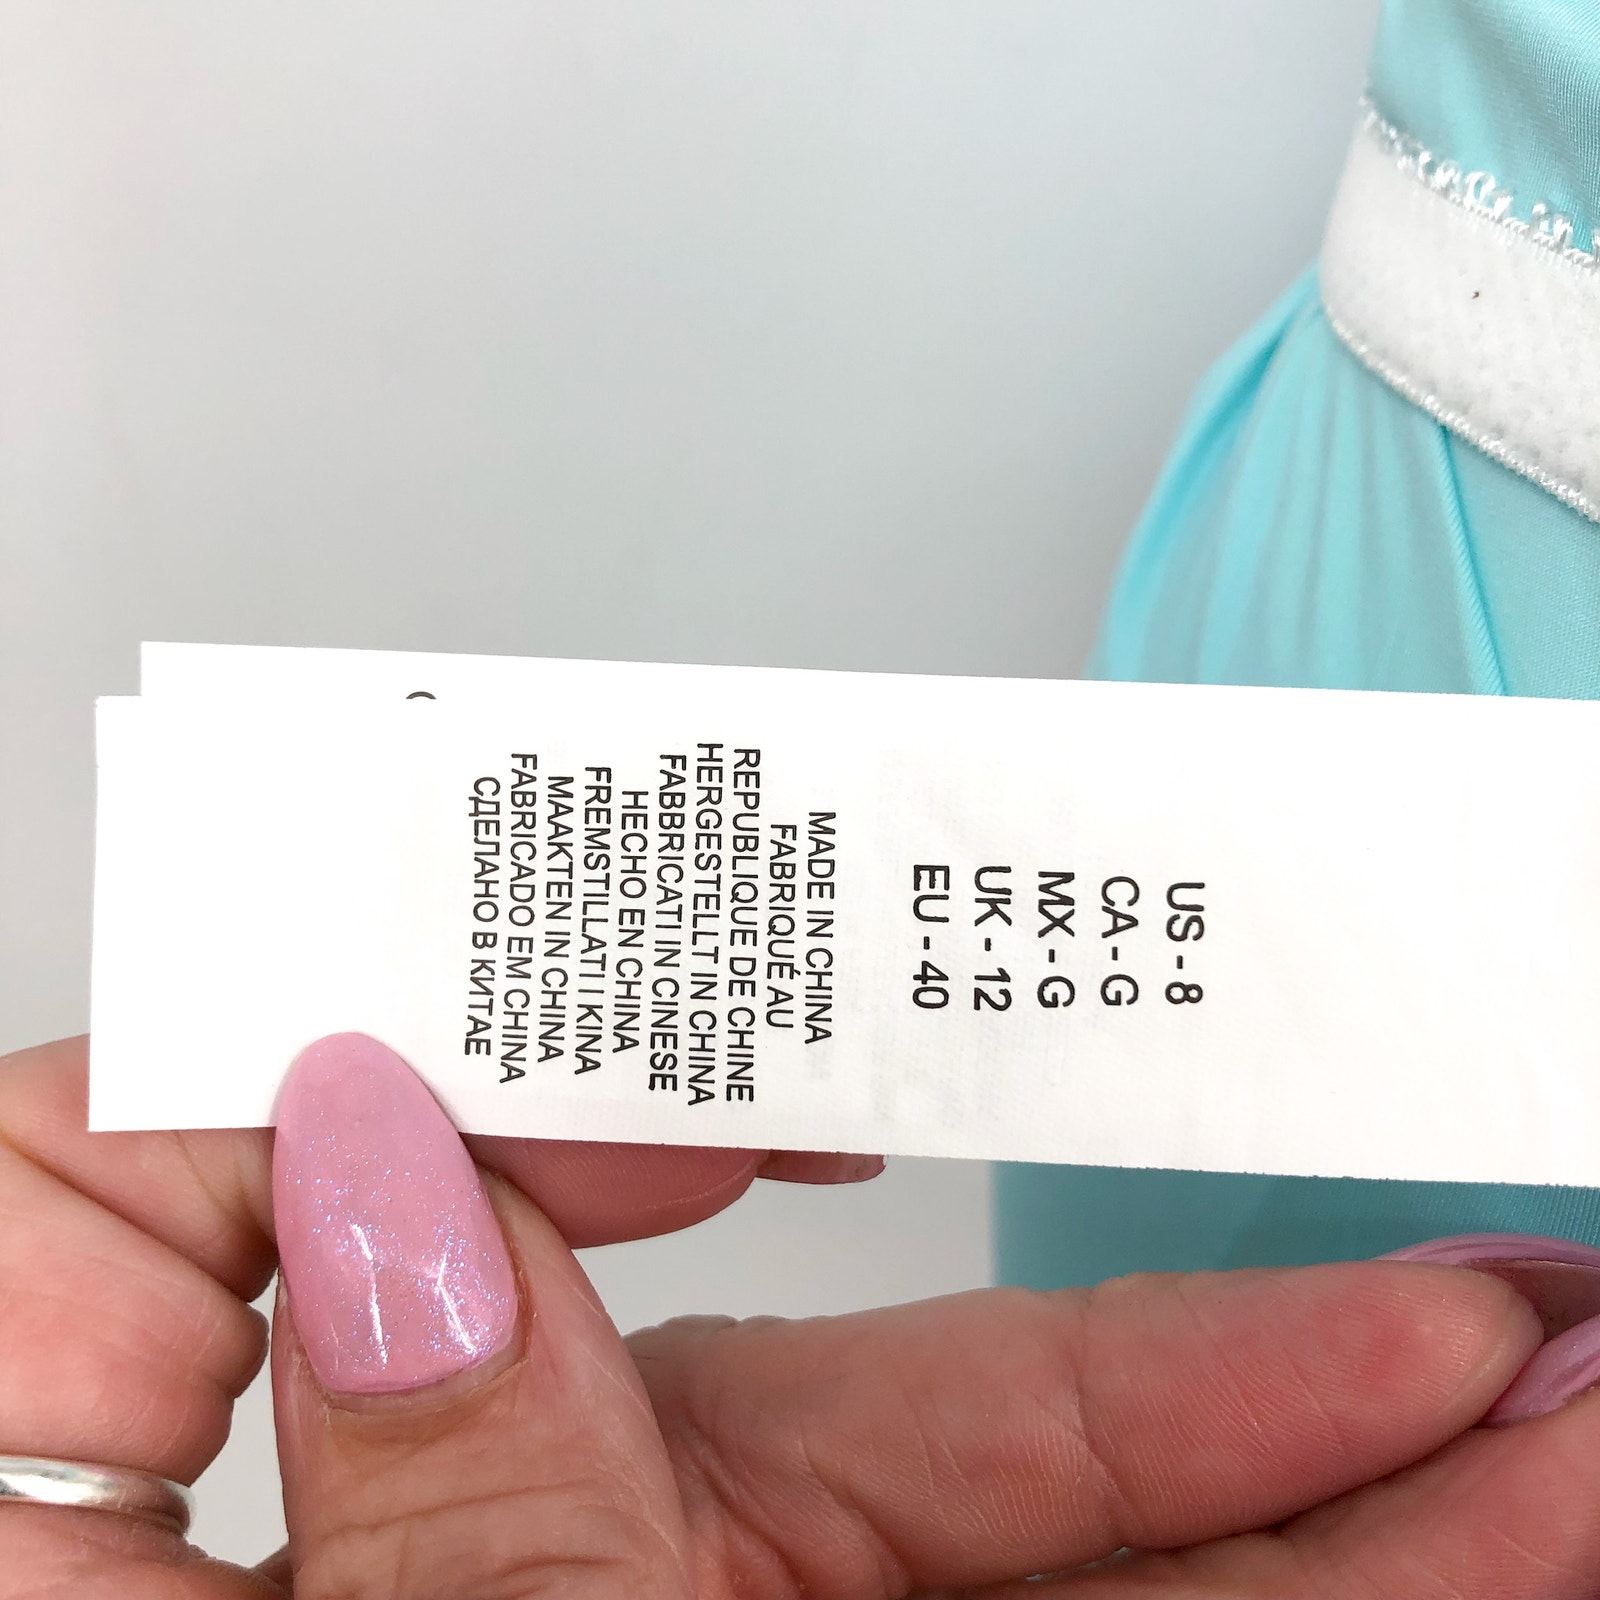 US - 8
CA - G
MX - G
UK - 12
EU - 40
MADE IN CHINA
FABRIQUÉ AU
REPUBLIQUE DE CHINE
HERGESTELLT IN CHINA
FABBRICATI IN CINESE
HECHO EN CHINA
FREMSTILLATI I KINA
MAAKTEN IN CHINA
FABRICADO EM CHINA
СДЕЛАНО В КИТАЕ